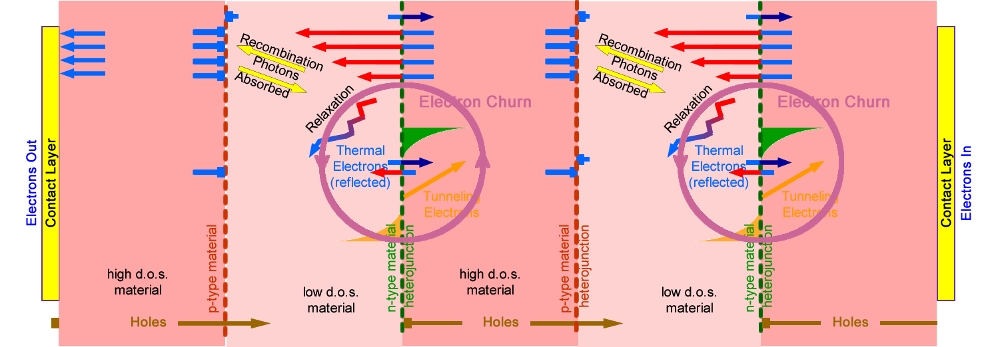 Electrons Out
Contact Layer
high d.o.s.
material
Holes
p-type material
Recombination
Photons
Absorbed
Relaxation
low d.o.s.
material
Electron Churn
Thermal
Electrons
(reflected)
Tunneling
Electrons
n-type material
heterojunction
high d.o.s.
material
Holes
p-type material
heterojunction
Recombination
Photons
Absorbed
Relaxation
low d.o.s.
material
Electron Churn
Thermal
Electrons
(reflected)
Tunneling
Electrons
n-type material
heterojunction
Holes
Contact Layer
Electrons In